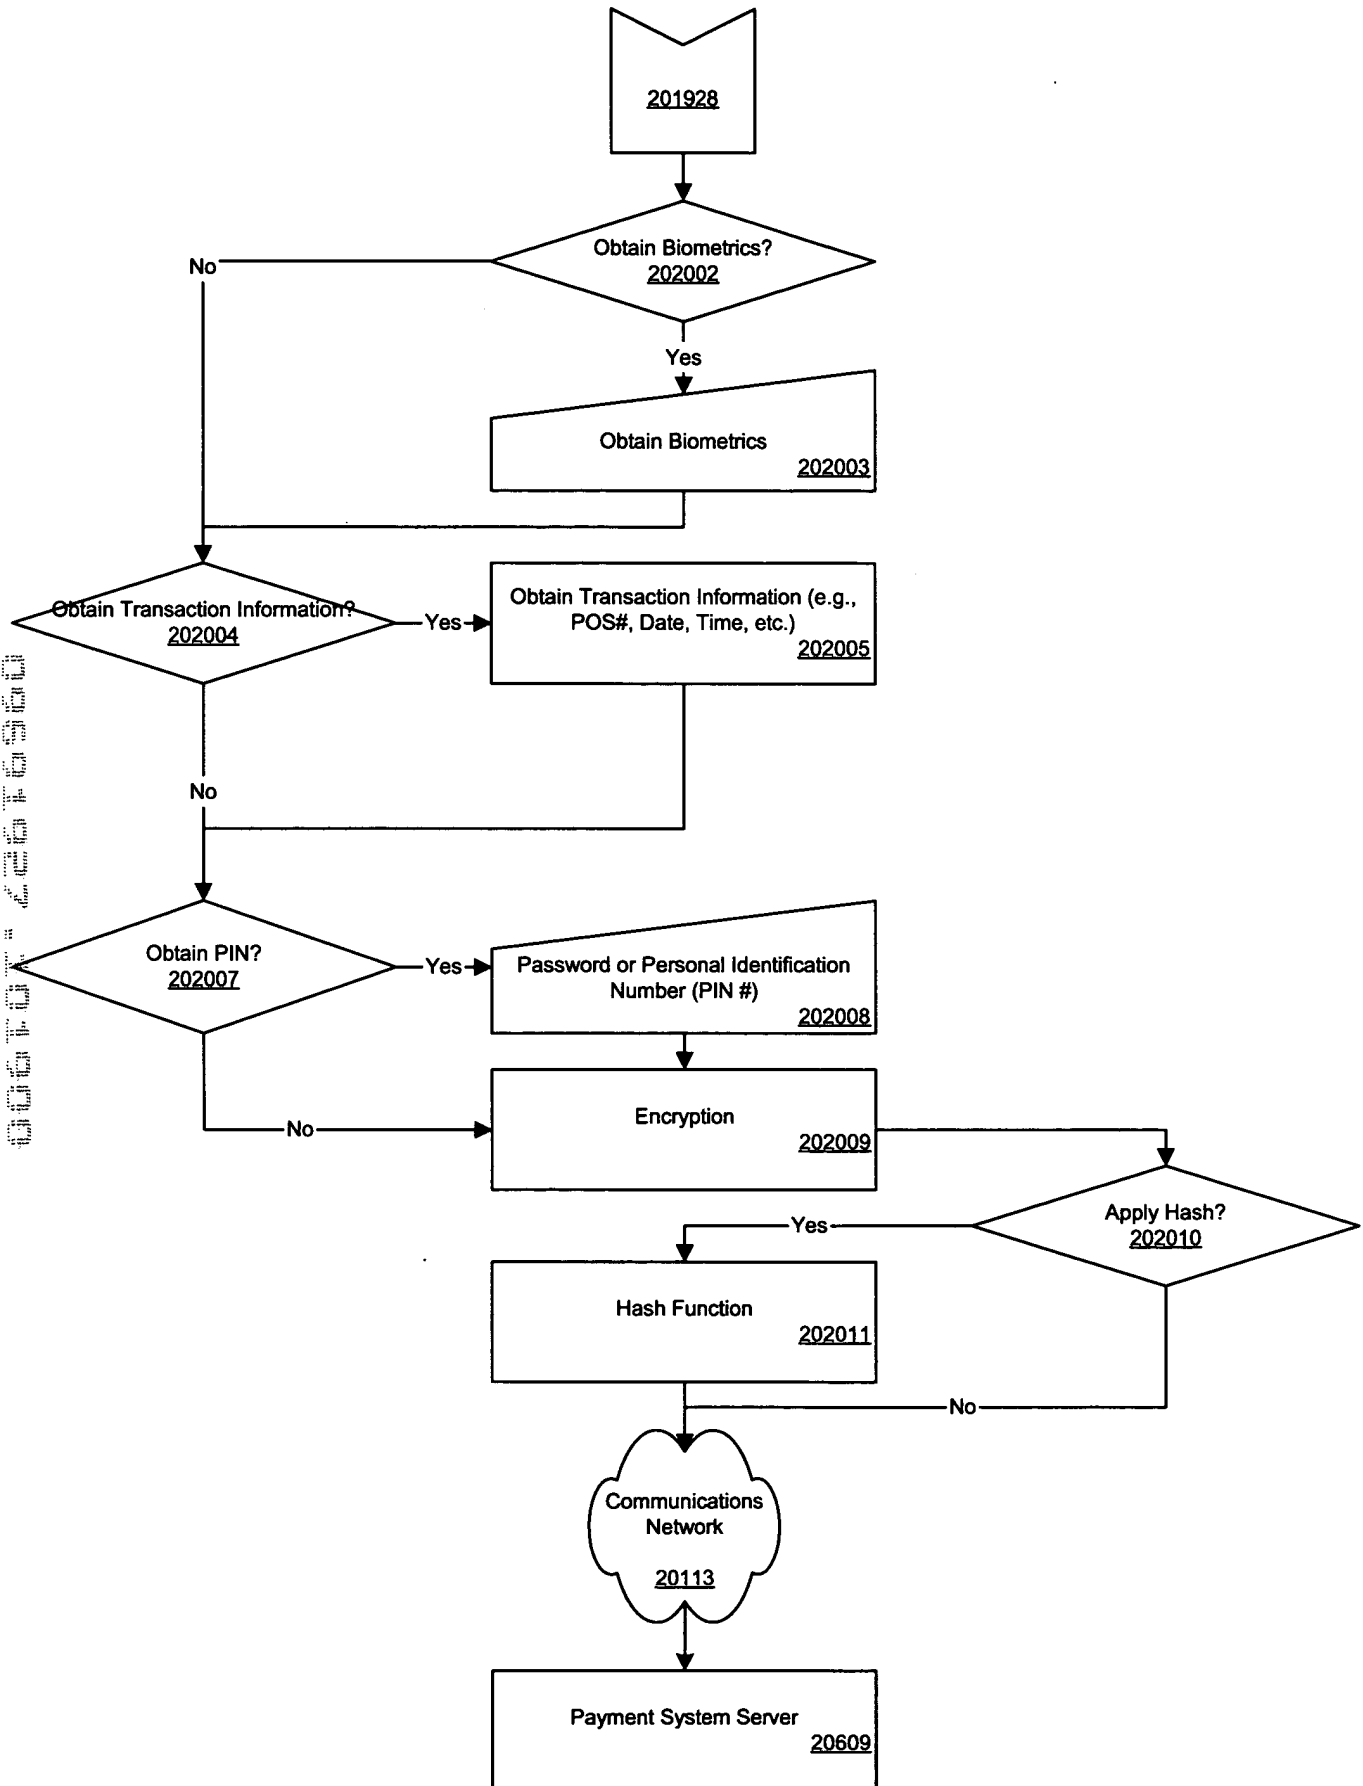 201928
Obtain Biometrics?
202002
No
Yes
Obtain Biometrics
202003
Obtain Transaction Information?
202004
Yes
Obtain Transaction Information (e.g.,
POS#, Date, Time, etc.)
202005
No
Obtain PIN?
202007
Yes
Password or Personal Identification
Number (PIN #)
202008
No
Encryption
202009
Apply Hash?
202010
Yes
Hash Function
202011
No
Communications
Network
20113
Payment System Server
20609